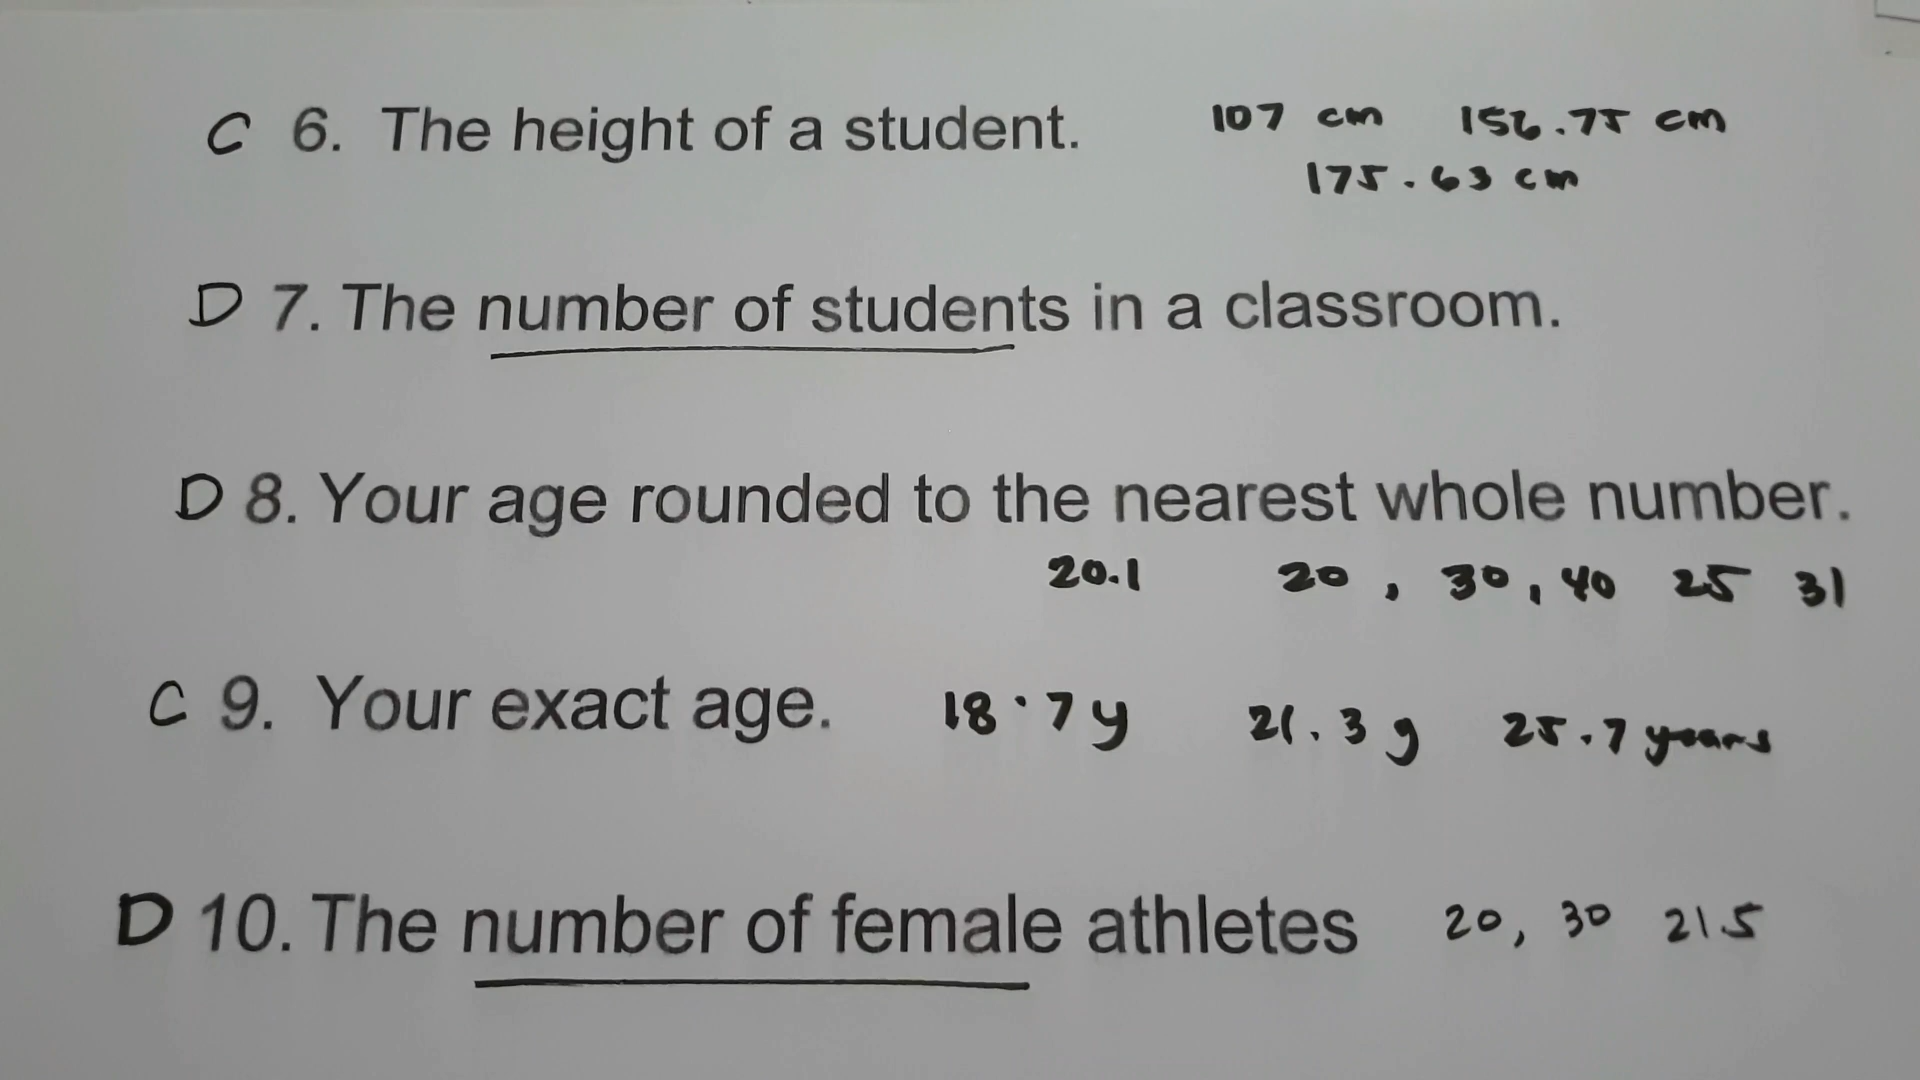 C 6. The height of a student. 107 cm 156.75 cm
175.63 cm
D 7. The number of students in a classroom.
D 8. Your age rounded to the nearest whole number.
20.1 20, 30, 40 25 31
C 9. Your exact age. 18.7 y 21.3 y 25.7 years
D 10. The number of female athletes 20, 30 21.5